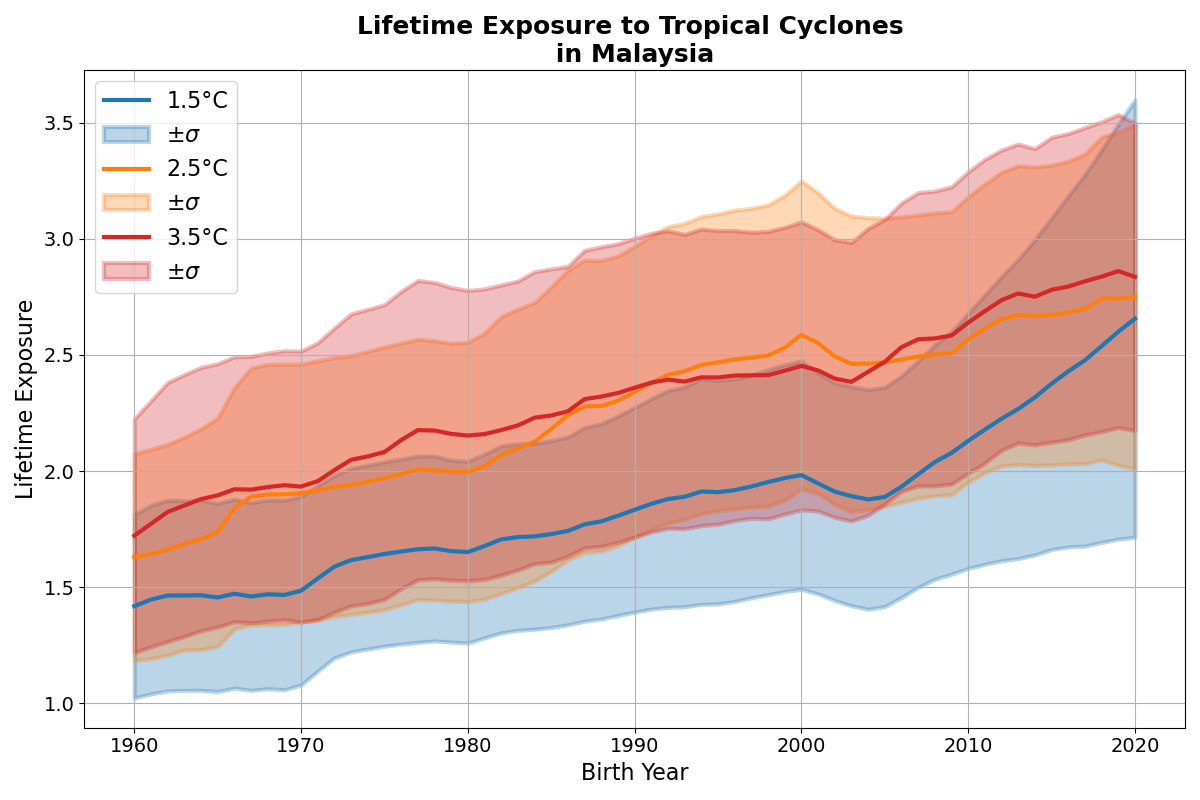 Lifetime Exposure to Tropical Cyclones
in Malaysia
1.5°C
±σ
2.5°C
±σ
3.5°C
±σ
Lifetime Exposure
3.5
3.0
2.5
2.0
1.5
1.0
1960 1970 1980 1990 2000 2010 2020
Birth Year